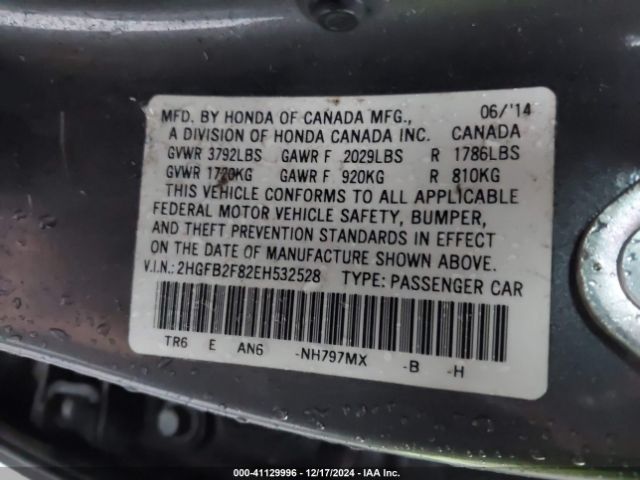 MFD. BY HONDA OF CANADA MFG., 06/'14
A DIVISION OF HONDA CANADA INC. CANADA
GVWR 3792LBS GAWR F 2029LBS R 1786LBS
GVWR 1720KG GAWR F 920KG R 810KG
THIS VEHICLE CONFORMS TO ALL APPLICABLE
FEDERAL MOTOR VEHICLE SAFETY, BUMPER,
AND THEFT PREVENTION STANDARDS IN EFFECT
ON THE DATE OF MANUFACTURE SHOWN ABOVE.
V.I.N.: 2HGFB2F82EH532528 TYPE: PASSENGER CAR
TR6 E AN6 -NH797MX -B -H
000-41129996 | 12/17/2024 | IAA Inc.